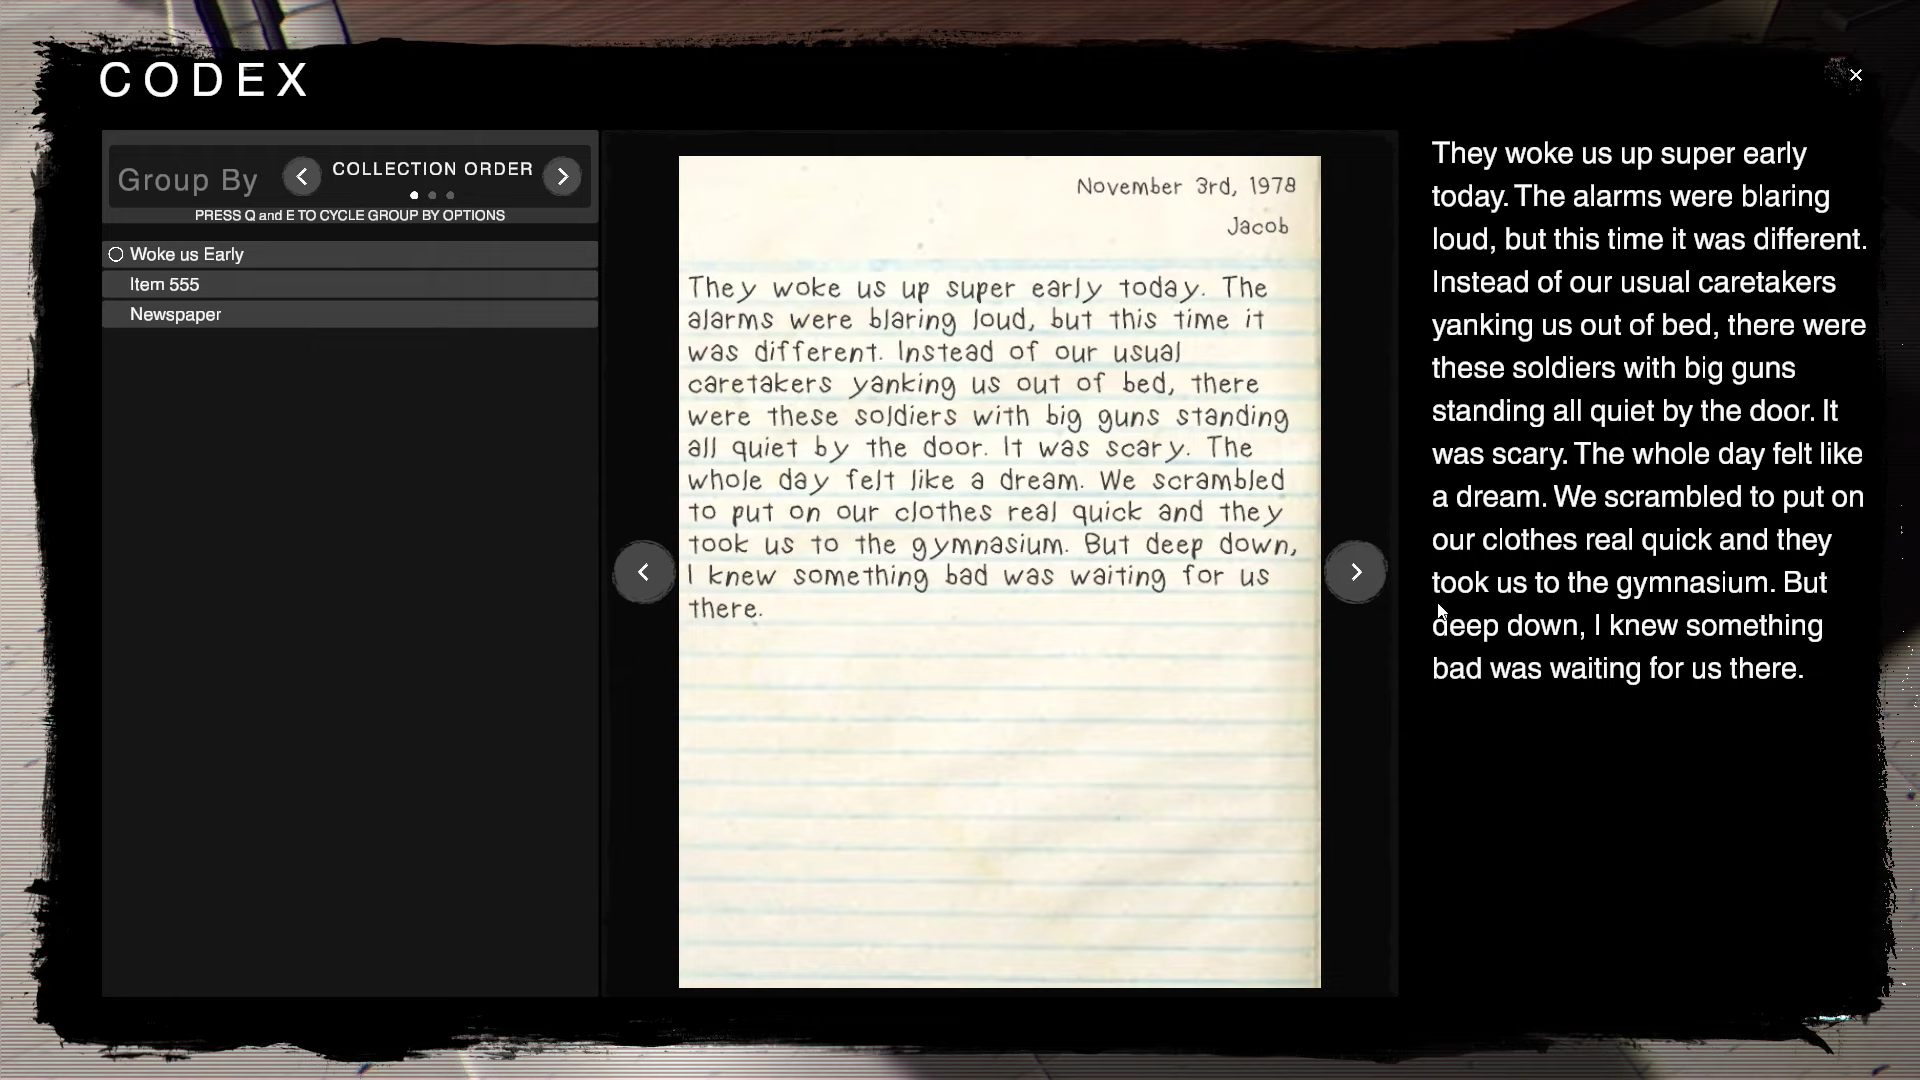 CODEX
Group By
COLLECTION ORDER
PRESS Q and E TO CYCLE GROUP BY OPTIONS
Woke us Early
Item 555
Newspaper
November 3rd, 1978
Jacob
They woke us up super early today. The
alarms were blaring loud, but this time it
was different. Instead of our usual
caretakers yanking us out of bed, there
were these soldiers with big guns standing
all quiet by the door. It was scary. The
whole day felt like a dream. We scrambled
to put on our clothes real quick and they
took us to the gymnasium. But deep down,
I knew something bad was waiting for us
there.
They woke us up super early
today. The alarms were blaring
loud, but this time it was different.
Instead of our usual caretakers
yanking us out of bed, there were
these soldiers with big guns
standing all quiet by the door. It
was scary. The whole day felt like
a dream. We scrambled to put on
our clothes real quick and they
took us to the gymnasium. But
deep down, I knew something
bad was waiting for us there.